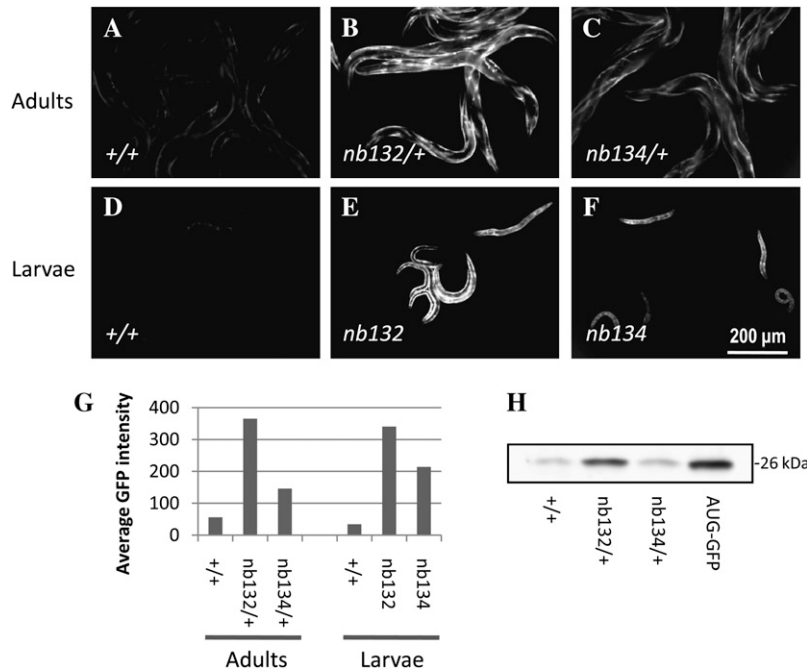 A
B
C
Adults
+/+
nb132/+
nb134/+
D
E
F
Larvae
+/+
nb132
nb134
200 µm
G
Average GFP intensity
400
300
200
100
0
+/+
nb132/+
nb134/+
+/+
nb132
nb134
Adults
Larvae
H
-26 kDa
+/+
nb132/+
nb134/+
AUG-GFP